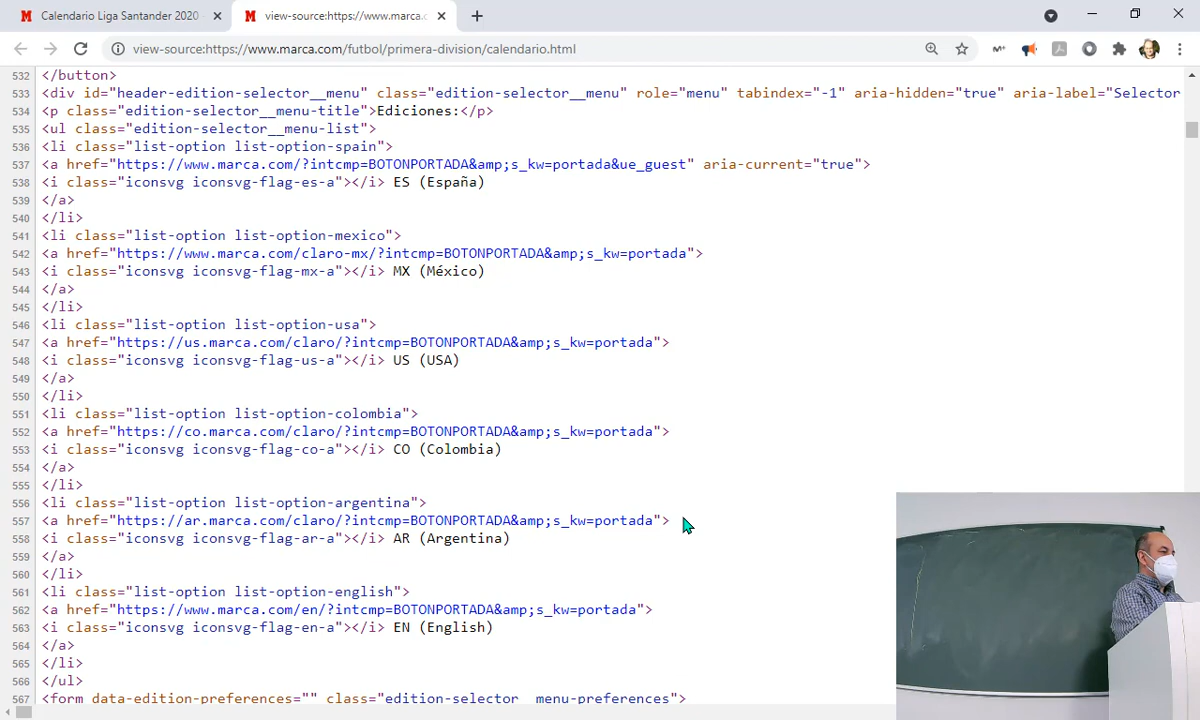 Calendario Liga Santander 2020
view-source:https://www.marca.c
view-source:https://www.marca.com/futbol/primera-division/calendario.html
532 </button>
533 <div id="header-edition-selector__menu" class="edition-selector__menu" role="menu" tabindex="-1" aria-hidden="true" aria-label="Selector
534 <p class="edition-selector__menu-title">Ediciones:</p>
535 <ul class="edition-selector__menu-list">
536 <li class="list-option list-option-spain">
537 <a href="https://www.marca.com/?intcmp=BOTONPORTADA&amp;s_kw=portada&ue_guest" aria-current="true">
538 <i class="iconsvg iconsvg-flag-es-a"></i> ES (España)
539 </a>
540 </li>
541 <li class="list-option list-option-mexico">
542 <a href="https://www.marca.com/claro-mx/?intcmp=BOTONPORTADA&amp;s_kw=portada">
543 <i class="iconsvg iconsvg-flag-mx-a"></i> MX (México)
544 </a>
545 </li>
546 <li class="list-option list-option-usa">
547 <a href="https://us.marca.com/claro/?intcmp=BOTONPORTADA&amp;s_kw=portada">
548 <i class="iconsvg iconsvg-flag-us-a"></i> US (USA)
549 </a>
550 </li>
551 <li class="list-option list-option-colombia">
552 <a href="https://co.marca.com/claro/?intcmp=BOTONPORTADA&amp;s_kw=portada">
553 <i class="iconsvg iconsvg-flag-co-a"></i> CO (Colombia)
554 </a>
555 </li>
556 <li class="list-option list-option-argentina">
557 <a href="https://ar.marca.com/claro/?intcmp=BOTONPORTADA&amp;s_kw=portada">
558 <i class="iconsvg iconsvg-flag-ar-a"></i> AR (Argentina)
559 </a>
560 </li>
561 <li class="list-option list-option-english">
562 <a href="https://www.marca.com/en/?intcmp=BOTONPORTADA&amp;s_kw=portada">
563 <i class="iconsvg iconsvg-flag-en-a"></i> EN (English)
564 </a>
565 </li>
566 </ul>
567 <form data-edition-preferences="" class="edition-selector__menu-preferences">